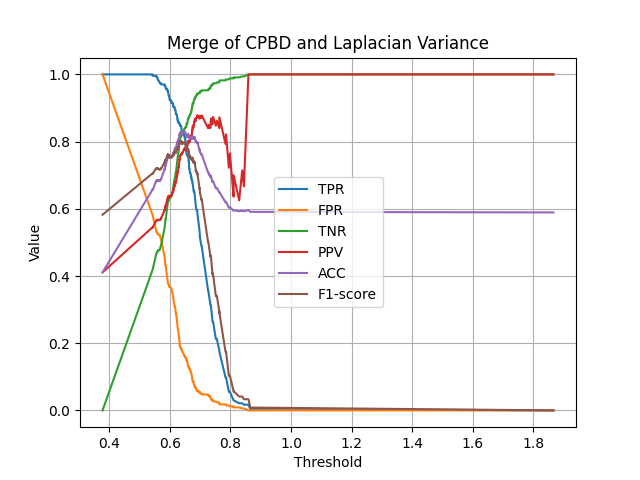 Merge of CPBD and Laplacian Variance
Value
1.0
0.8
0.6
0.4
0.2
0.0
TPR
FPR
TNR
PPV
ACC
F1-score
0.4 0.6 0.8 1.0 1.2 1.4 1.6 1.8
Threshold